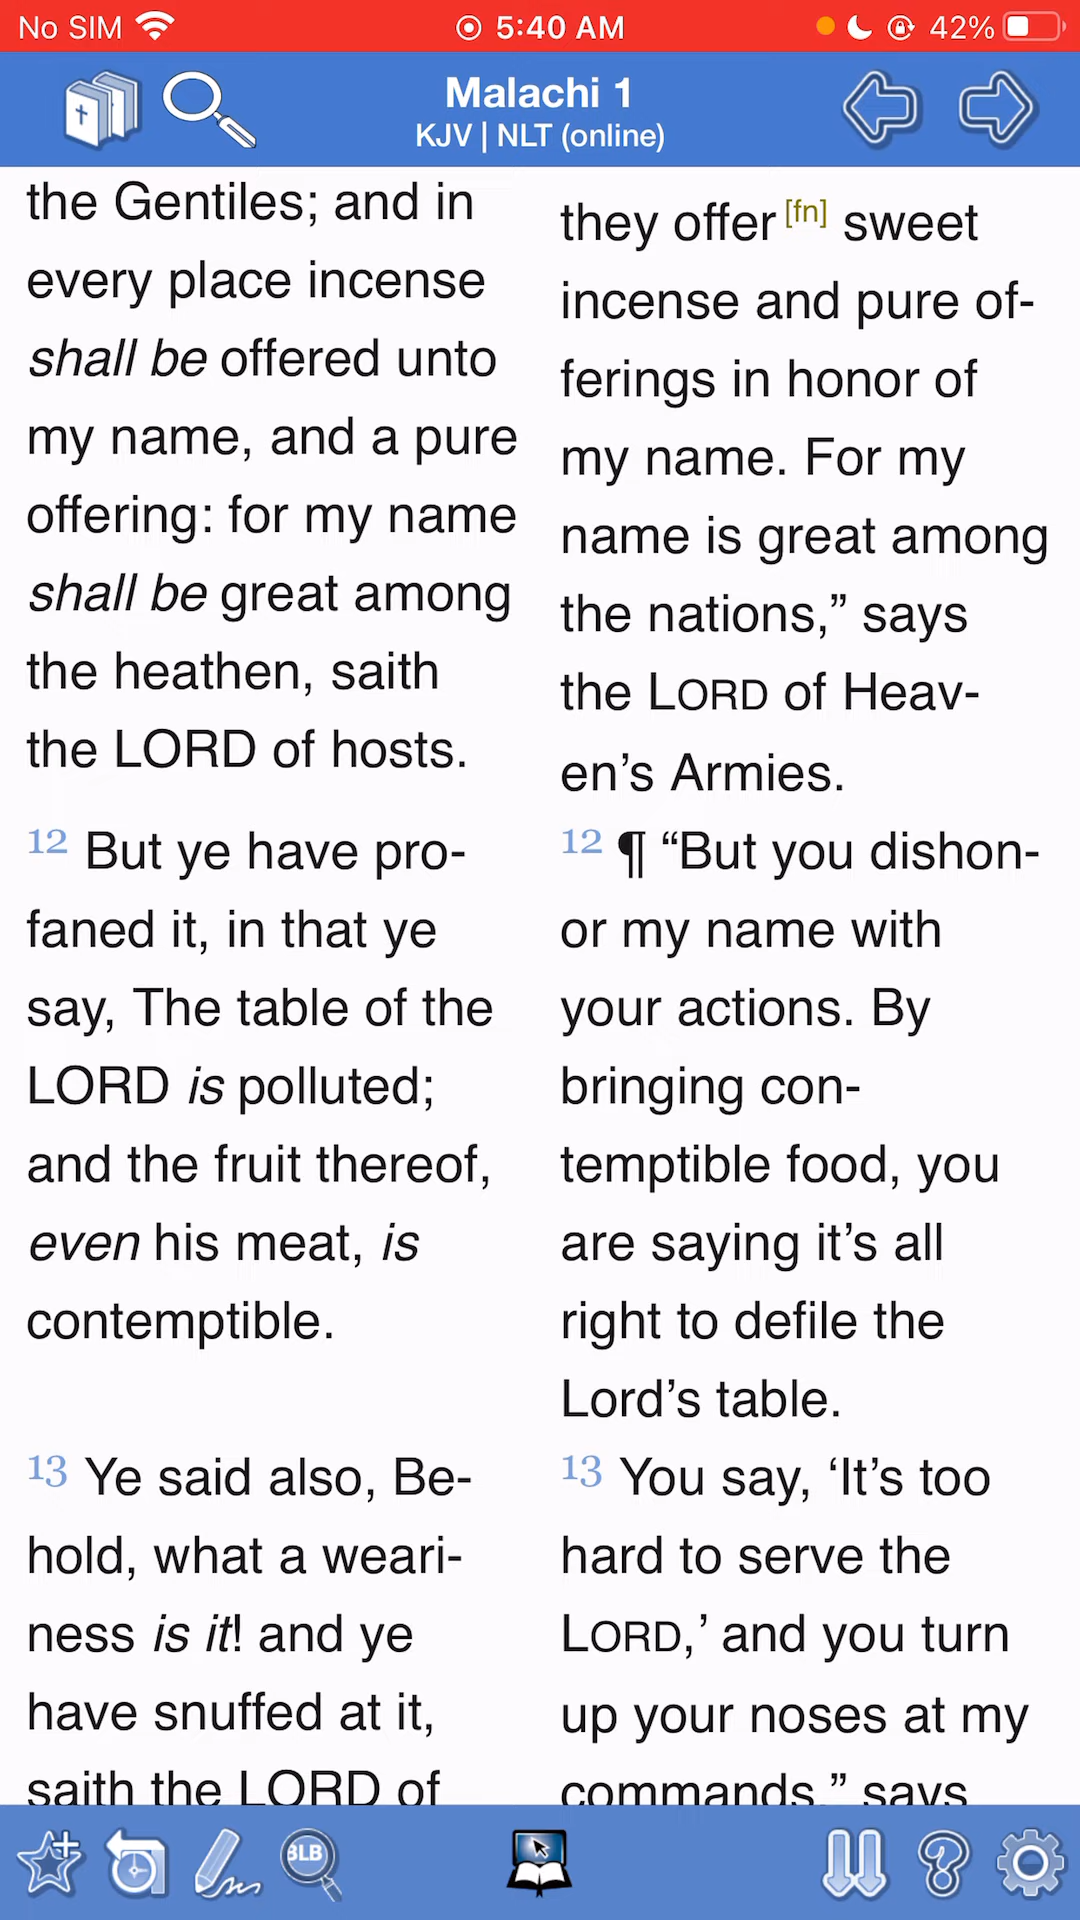 No SIM
5:40 AM
42%
Malachi 1
KJV | NLT (online)
the Gentiles; and in
every place incense
shall be offered unto
my name, and a pure
offering: for my name
shall be great among
the heathen, saith
the LORD of hosts.
12 But ye have pro-
faned it, in that ye
say, The table of the
LORD is polluted;
and the fruit thereof,
even his meat, is
contemptible.
13 Ye said also, Be-
hold, what a weari-
ness is it! and ye
have snuffed at it,
saith the LORD of
they offer [fn] sweet
incense and pure of-
ferings in honor of
my name. For my
name is great among
the nations,” says
the LORD of Heav-
en’s Armies.
12 ¶ “But you dishon-
or my name with
your actions. By
bringing con-
temptible food, you
are saying it’s all
right to defile the
Lord’s table.
13 You say, ‘It’s too
hard to serve the
LORD,’ and you turn
up your noses at my
commands,” says
BLB